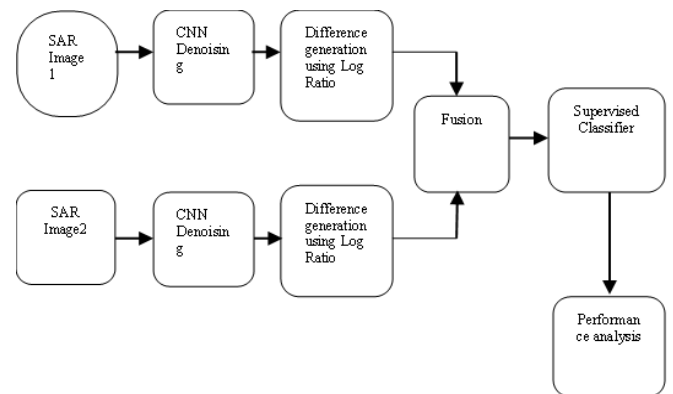 SAR
Image
1
CNN
Denoisin
g
Difference
generation
using Log
Ratio
Fusion
Supervised
Classifier
SAR
Image2
CNN
Denoisin
g
Difference
generation
using Log
Ratio
Performan
ce analysis